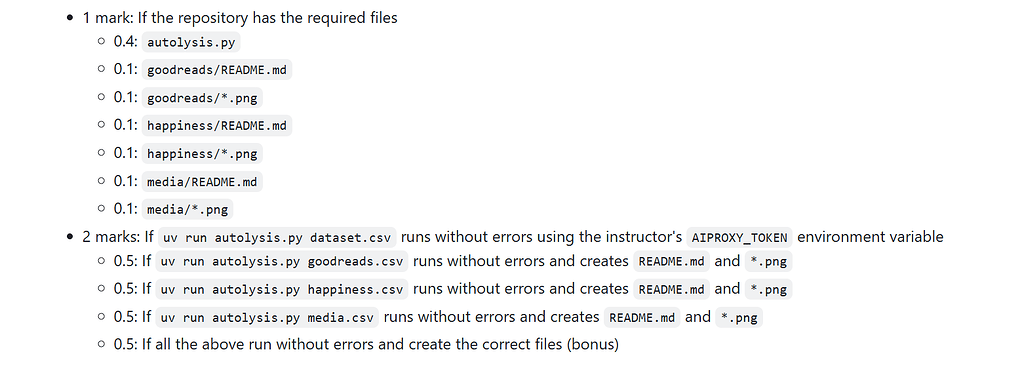 1 mark: If the repository has the required files
0.4: autolysis.py
0.1: goodreads/README.md
0.1: goodreads/*.png
0.1: happiness/README.md
0.1: happiness/*.png
0.1: media/README.md
0.1: media/*.png
2 marks: If uv run autolysis.py dataset.csv runs without errors using the instructor's AIPROXY_TOKEN environment variable
0.5: If uv run autolysis.py goodreads.csv runs without errors and creates README.md and *.png
0.5: If uv run autolysis.py happiness.csv runs without errors and creates README.md and *.png
0.5: If uv run autolysis.py media.csv runs without errors and creates README.md and *.png
0.5: If all the above run without errors and create the correct files (bonus)